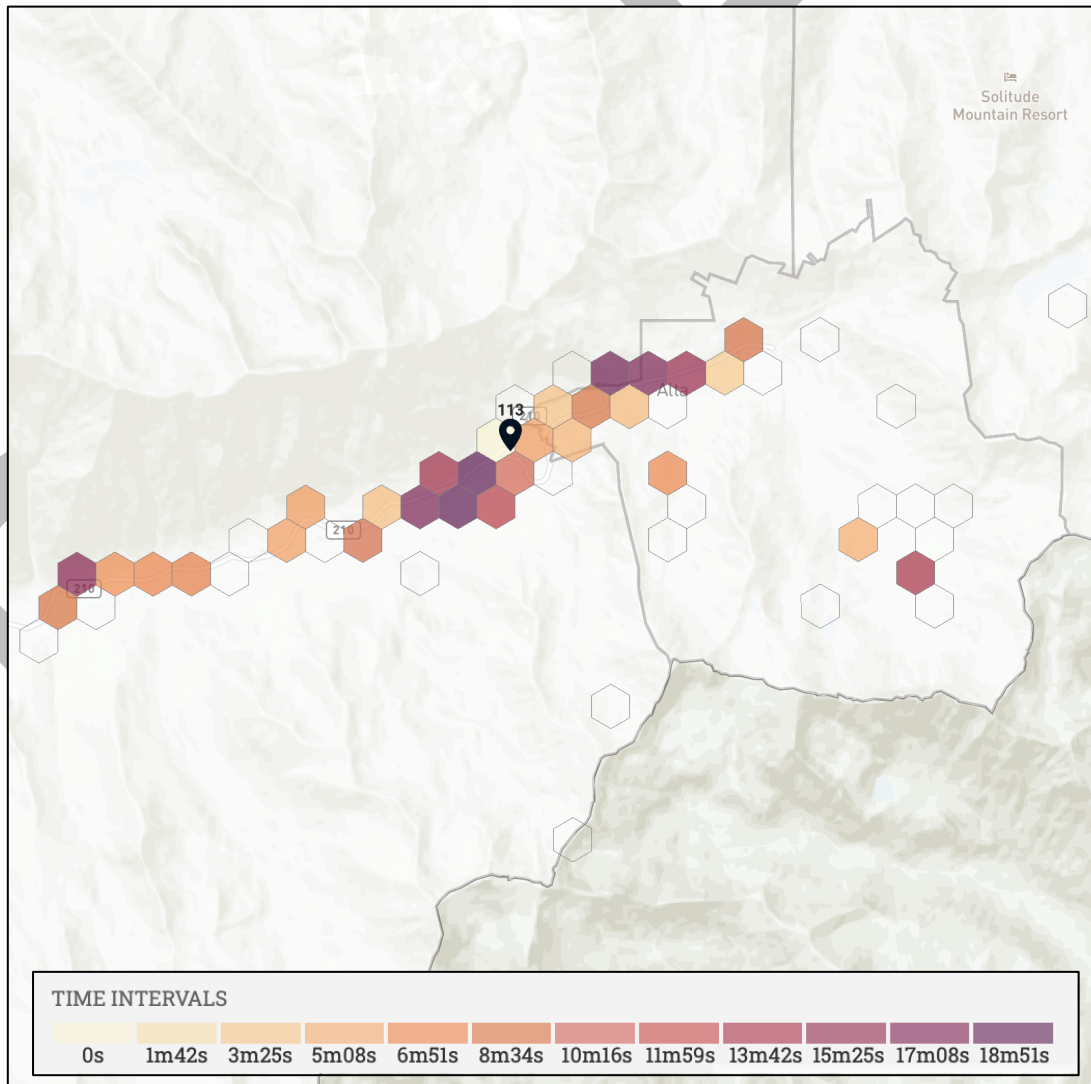 Solitude
Mountain Resort
Alta
113
210
210
210
TIME INTERVALS
0s 1m42s 3m25s 5m08s 6m51s 8m34s 10m16s 11m59s 13m42s 15m25s 17m08s 18m51s